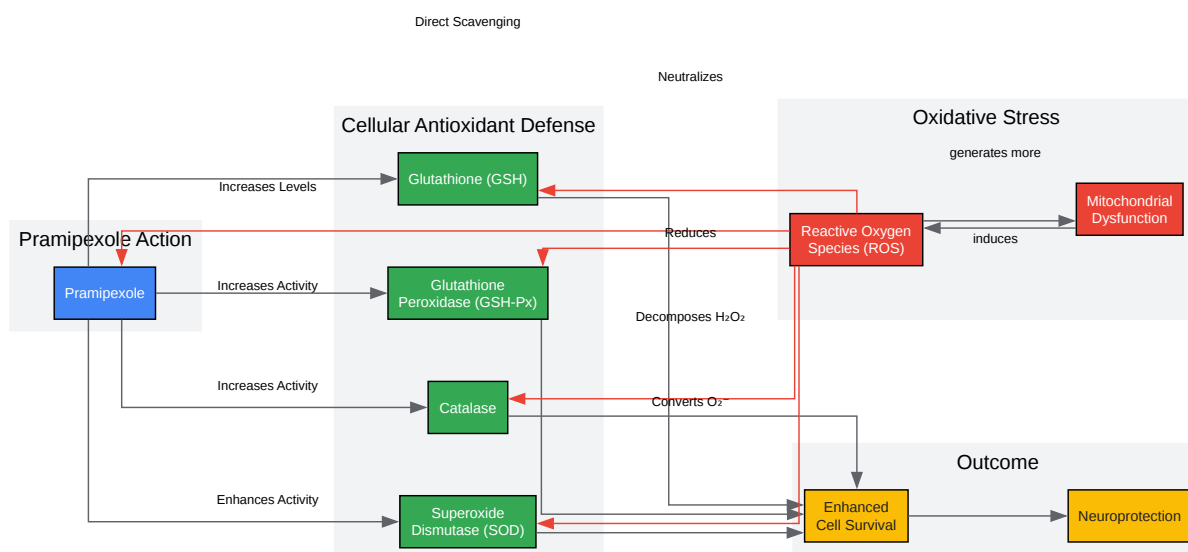 Direct Scavenging
Neutralizes
Oxidative Stress
Cellular Antioxidant Defense
generates more
Glutathione (GSH)
Increases Levels
Mitochondrial
Dysfunction
Pramipexole Action
Reduces
Reactive Oxygen
Species (ROS)
induces
Pramipexole
Increases Activity
Glutathione
Peroxidase (GSH-Px)
Decomposes H₂O₂
Increases Activity
Catalase
Converts O₂⁻
Outcome
Enhances Activity
Superoxide
Dismutase (SOD)
Enhanced
Cell Survival
Neuroprotection